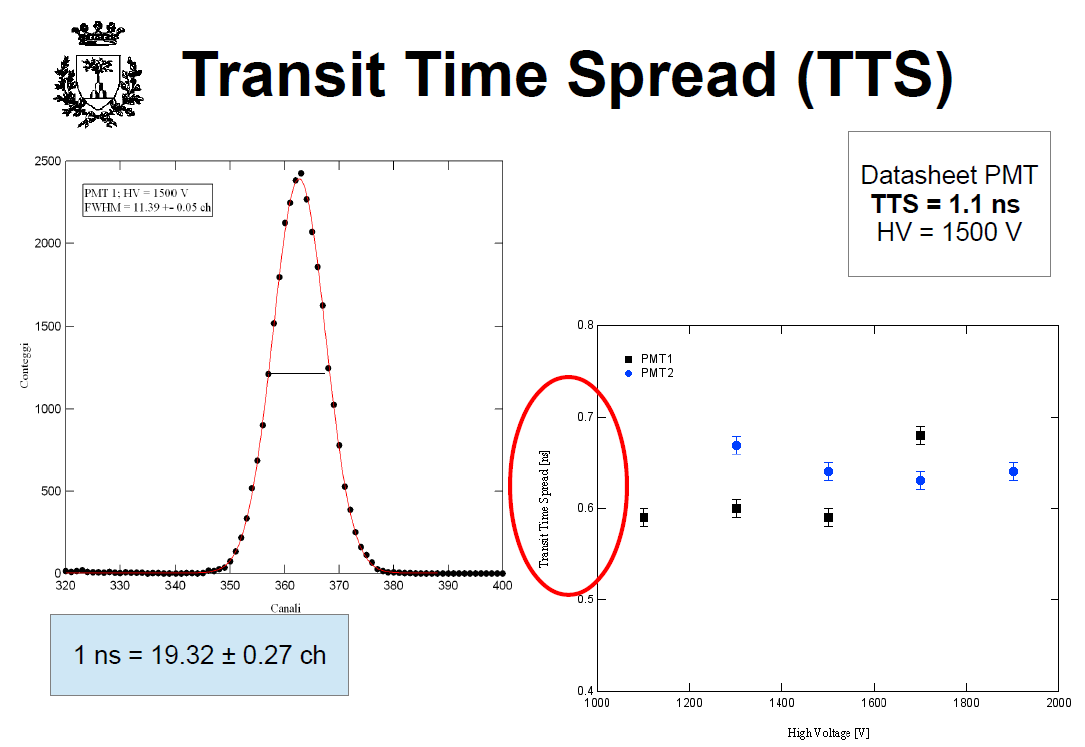 Transit Time Spread (TTS)
Datasheet PMT
TTS = 1.1 ns
HV = 1500 V
PMT 1; HV = 1500 V
FWHM = 11.39 +- 0.05 ch
2500
2000
1500
1000
500
0
Conteggi
320 330 340 350 360 370 380 390 400
Canali
1 ns = 19.32 ± 0.27 ch
PMT1
PMT2
0.8
0.7
0.6
0.5
0.4
Transit Time Spread [ns]
1000 1200 1400 1600 1800 2000
High Voltage [V]